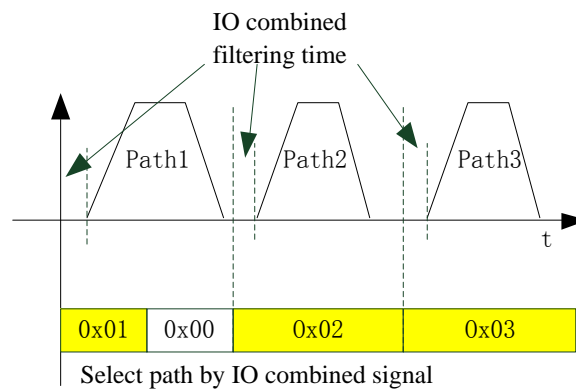 IO combined
filtering time
Path1
Path2
Path3
t
0x01
0x00
0x02
0x03
Select path by IO combined signal